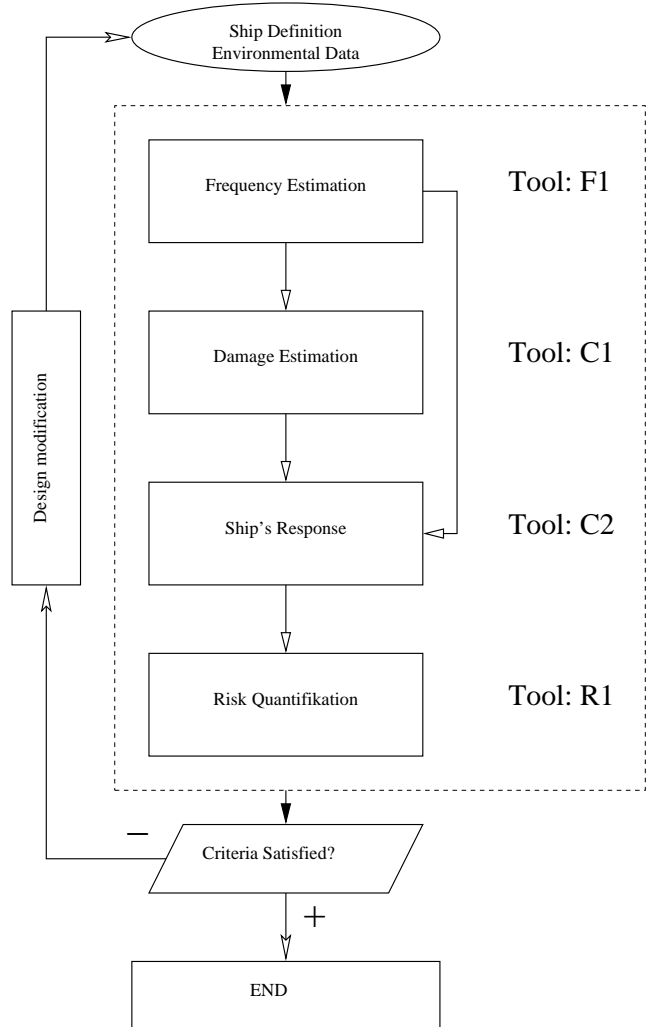 Ship Definition
Environmental Data
Frequency Estimation
Tool: F1
Damage Estimation
Tool: C1
Design modification
Ship's Response
Tool: C2
Risk Quantifikation
Tool: R1
−
Criteria Satisfied?
+
END